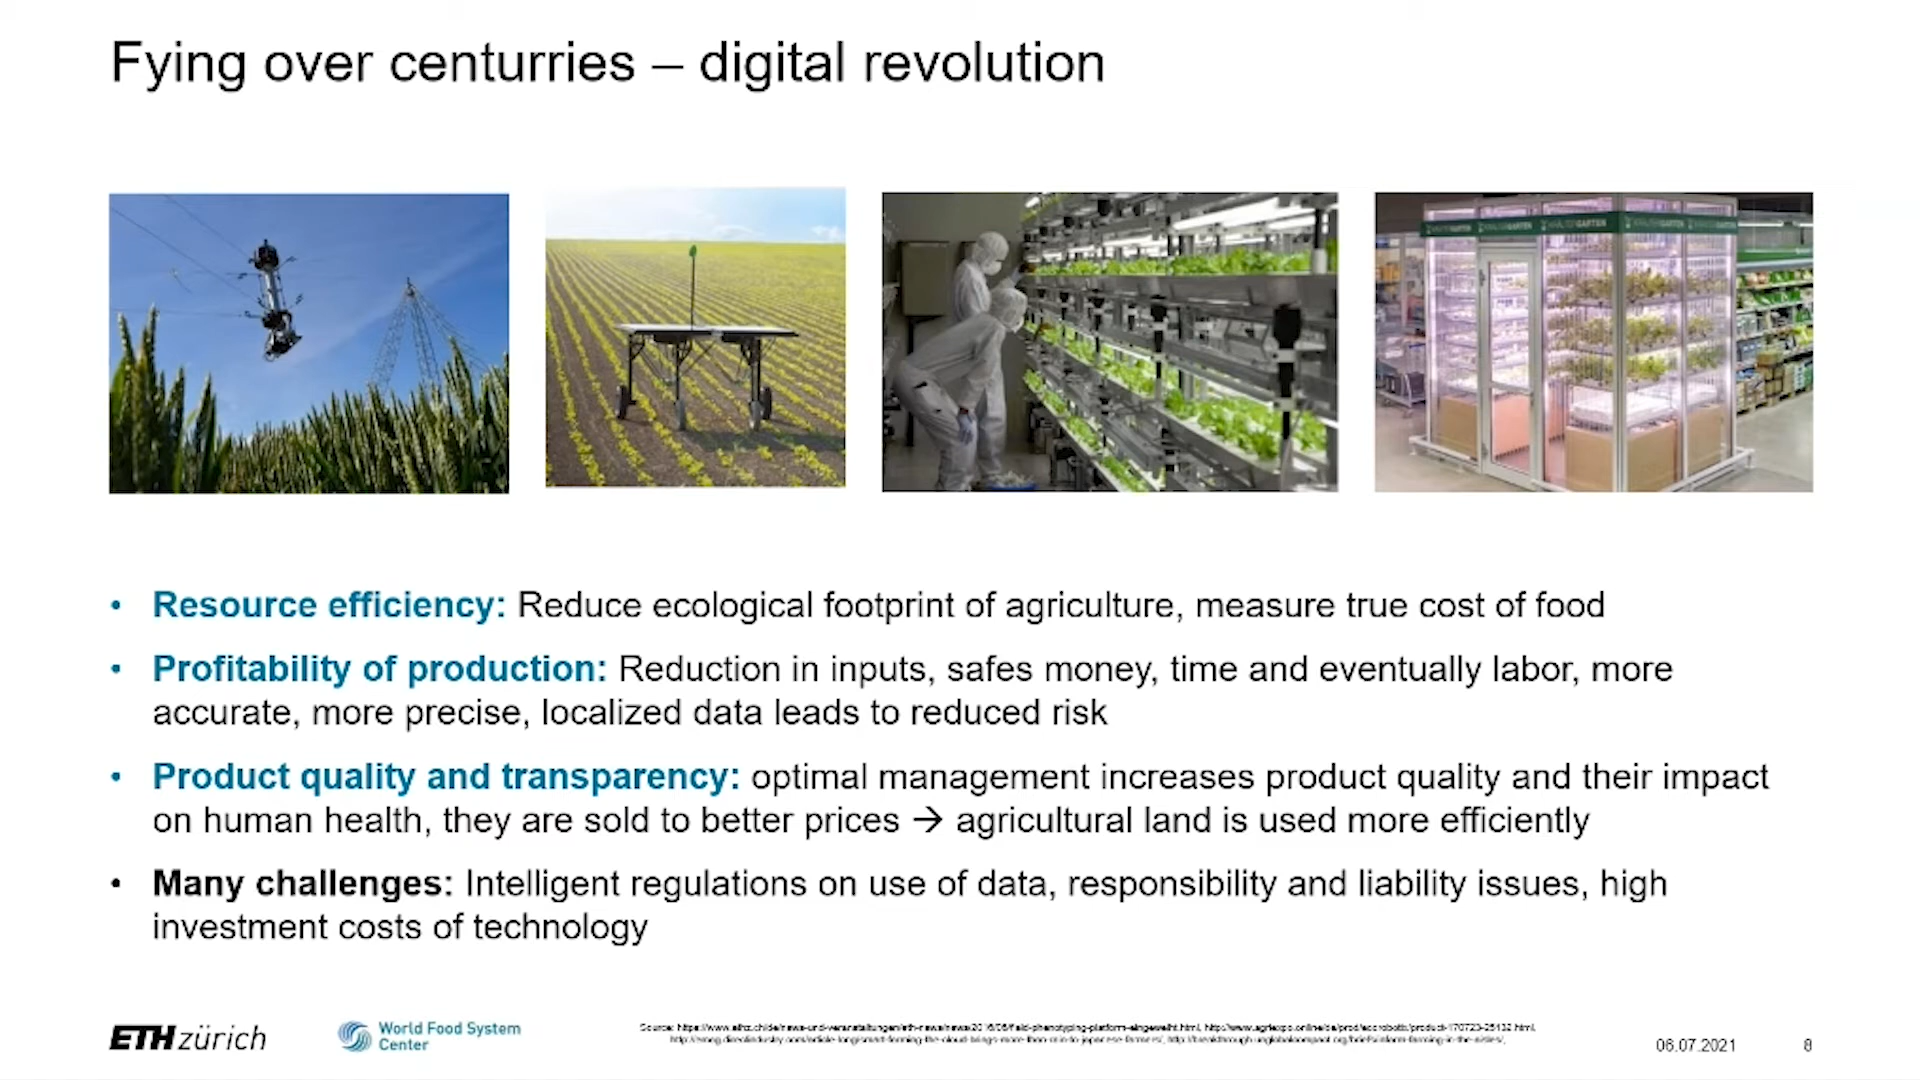 Fying over centurries – digital revolution
KRÄUTERGARTEN
• Resource efficiency: Reduce ecological footprint of agriculture, measure true cost of food
• Profitability of production: Reduction in inputs, safes money, time and eventually labor, more
accurate, more precise, localized data leads to reduced risk
• Product quality and transparency: optimal management increases product quality and their impact
on human health, they are sold to better prices → agricultural land is used more efficiently
• Many challenges: Intelligent regulations on use of data, responsibility and liability issues, high
investment costs of technology
ETH zürich
World Food System
Center
Source:
06.07.2021
8